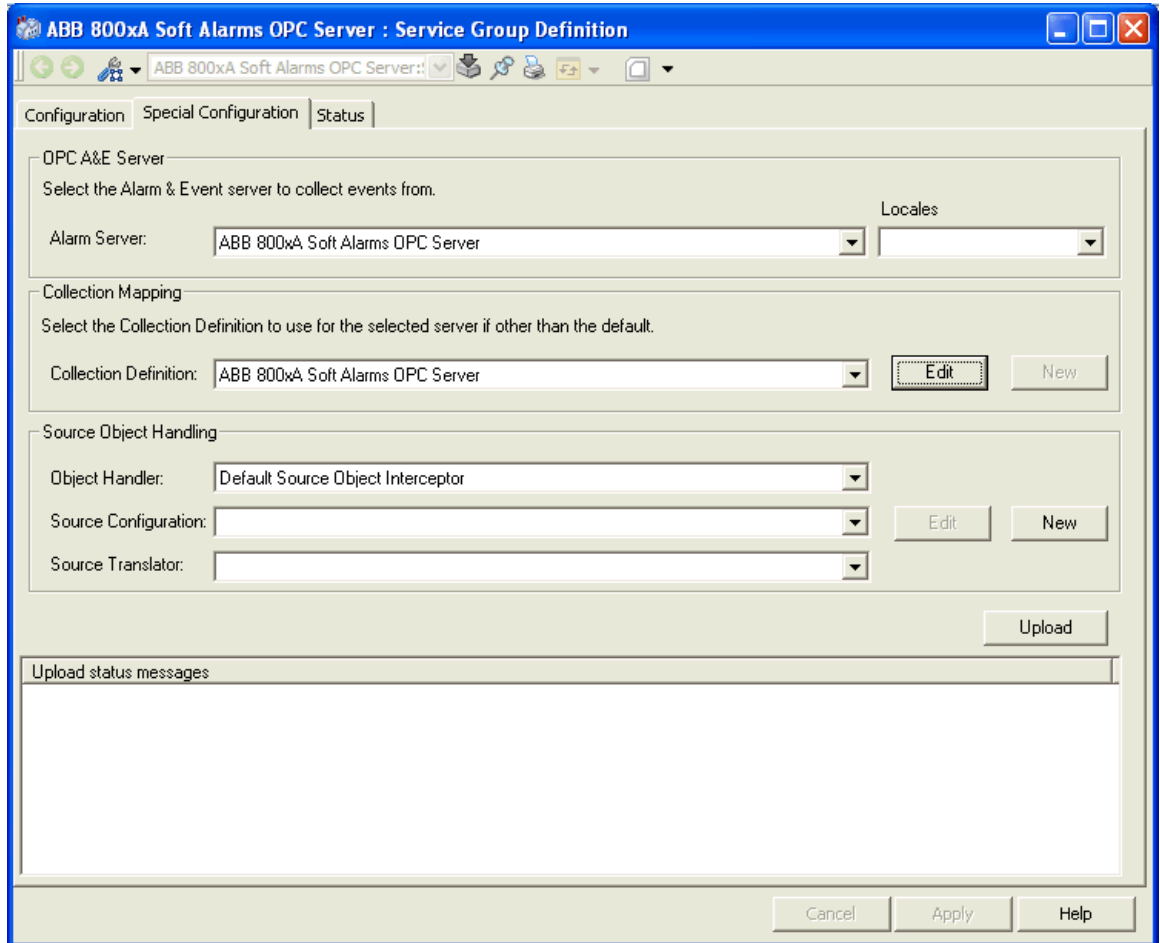 ABB 800xA Soft Alarms OPC Server : Service Group Definition
ABB 800xA Soft Alarms OPC Server:
Configuration Special Configuration Status
OPC A&E Server
Select the Alarm & Event server to collect events from.
Locales
Alarm Server: ABB 800xA Soft Alarms OPC Server
Collection Mapping
Select the Collection Definition to use for the selected server if other than the default.
Collection Definition: ABB 800xA Soft Alarms OPC Server Edit New
Source Object Handling
Object Handler: Default Source Object Interceptor
Source Configuration: Edit New
Source Translator:
Upload
Upload status messages
Cancel Apply Help